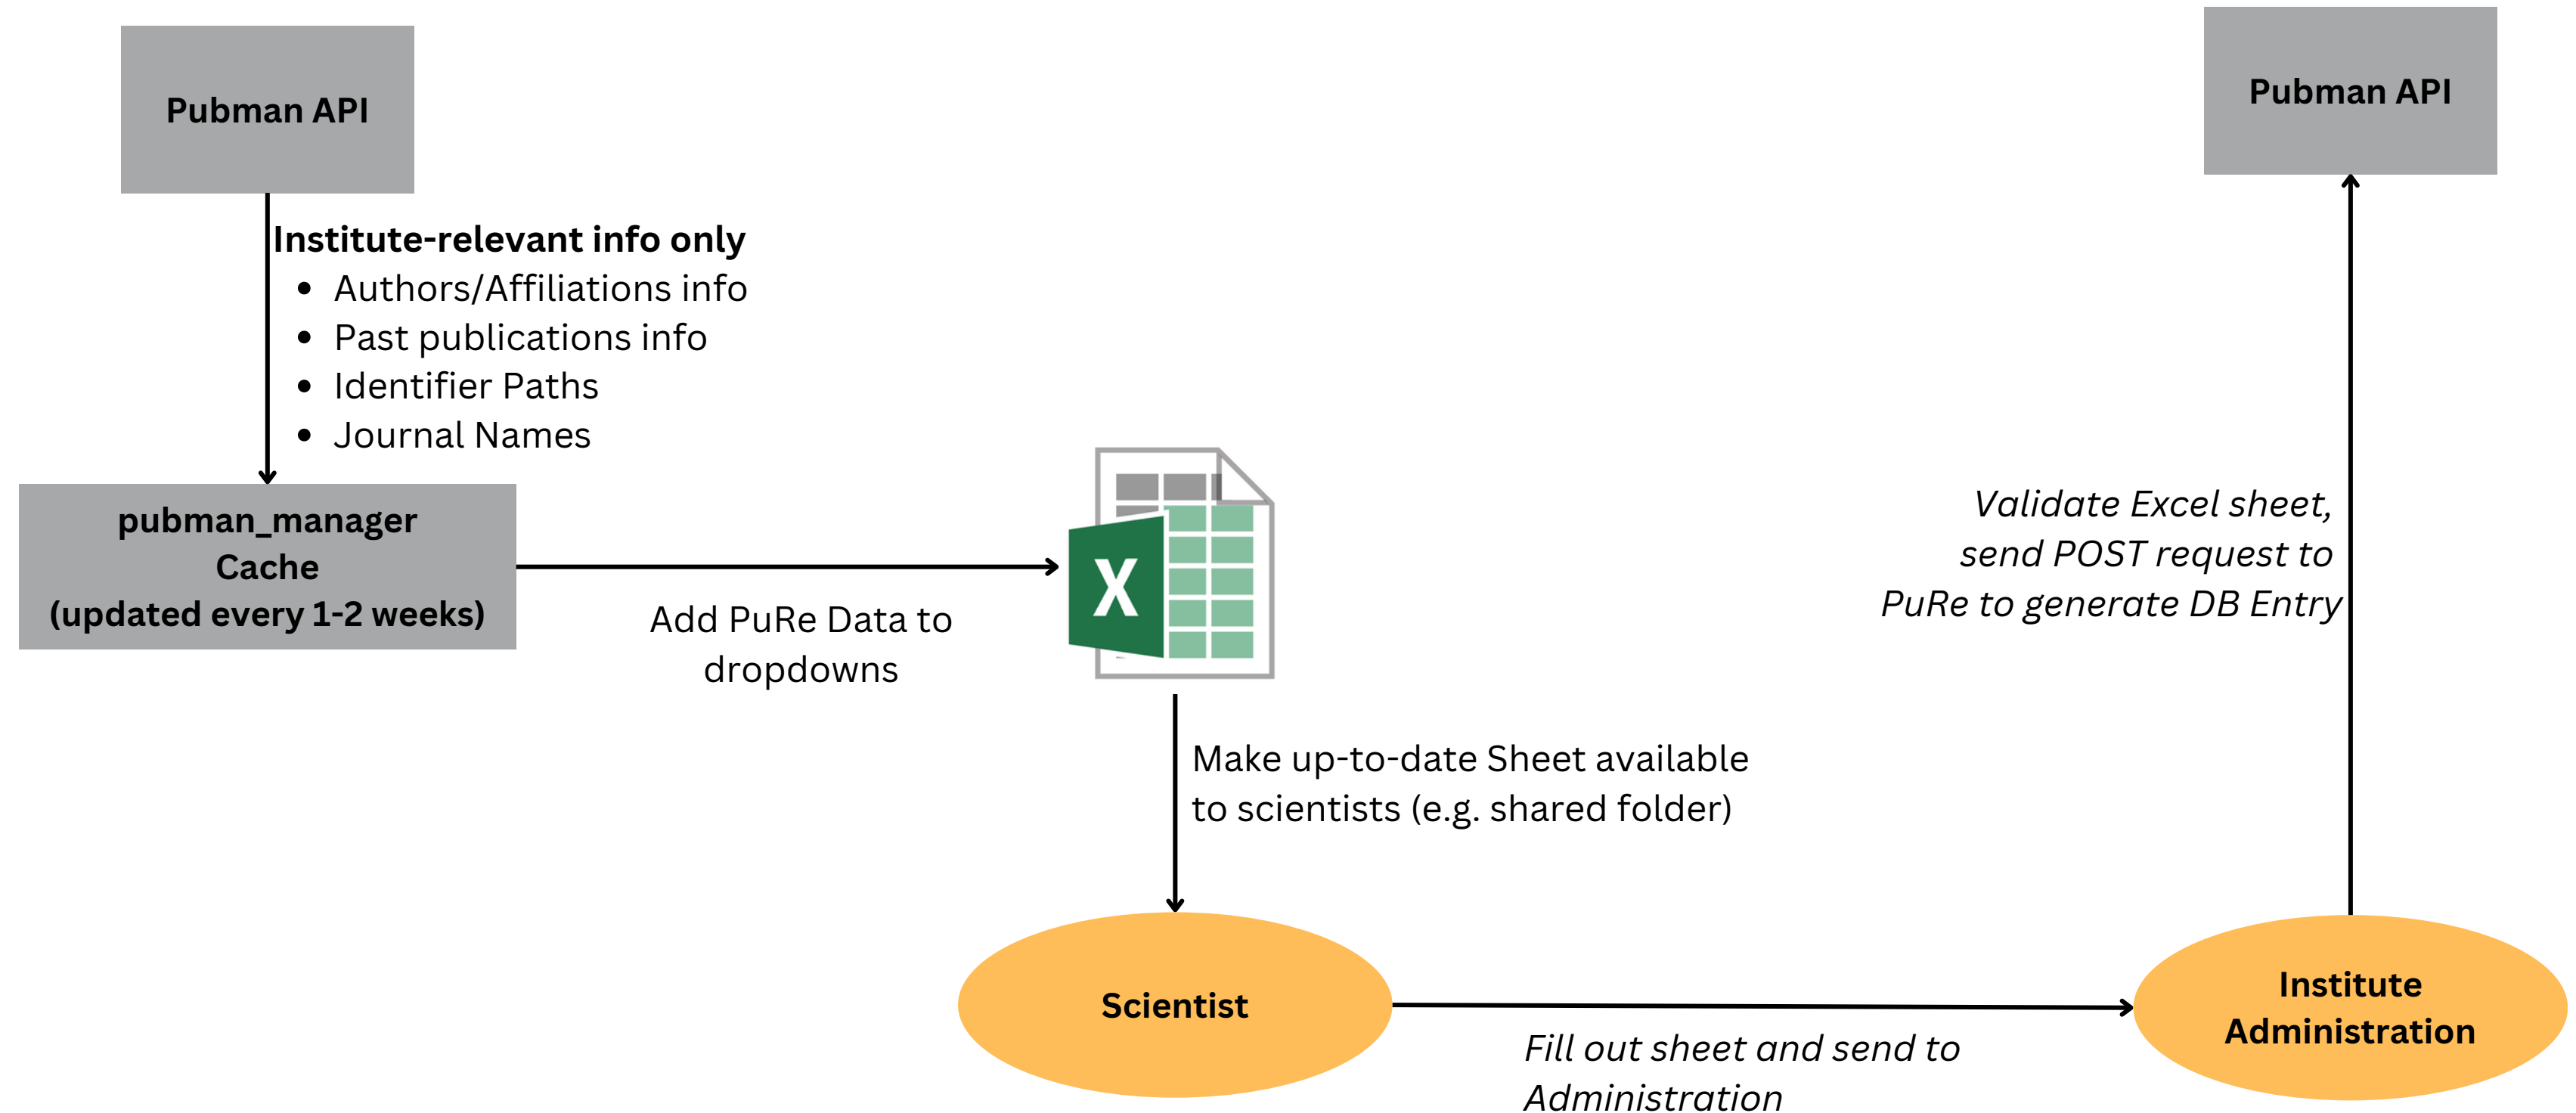 Pubman API
Institute-relevant info only
• Authors/Affiliations info
• Past publications info
• Identifier Paths
• Journal Names
pubman_manager
Cache
(updated every 1-2 weeks)
Add PuRe Data to
dropdowns
X
Make up-to-date Sheet available
to scientists (e.g. shared folder)
Scientist
Fill out sheet and send to
Administration
Institute
Administration
Validate Excel sheet,
send POST request to
PuRe to generate DB Entry
Pubman API